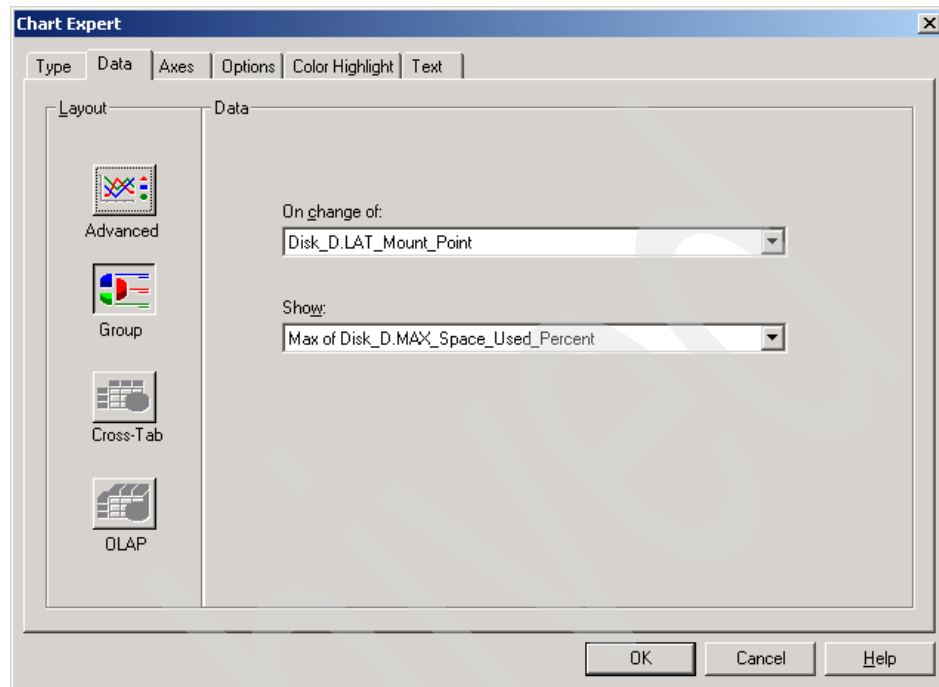 Chart Expert
Type Data Axes Options Color Highlight Text
Layout
Data
Advanced
On change of:
Disk_D.LAT_Mount_Point
Group
Show:
Max of Disk_D.MAX_Space_Used_Percent
Cross-Tab
OLAP
OK Cancel Help